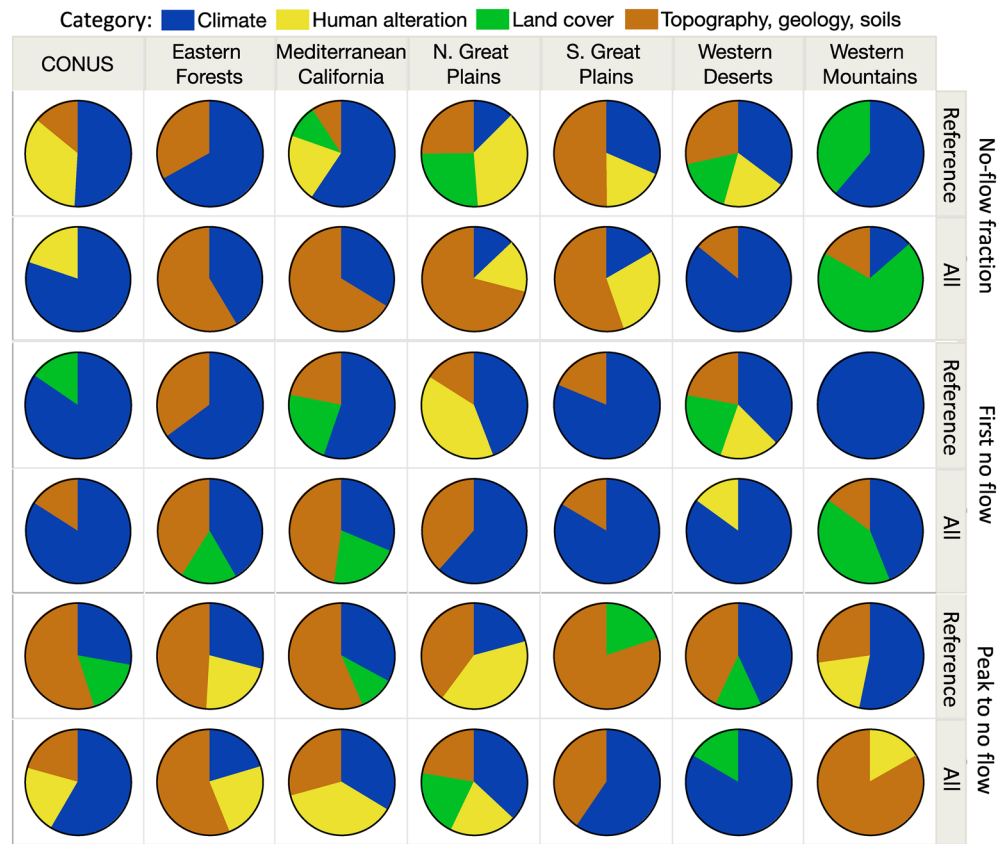 Category: Climate Human alteration Land cover Topography, geology, soils
CONUS
Eastern
Forests
Mediterranean
California
N. Great
Plains
S. Great
Plains
Western
Deserts
Western
Mountains
Reference
All
No-flow fraction
Reference
All
First no flow
Reference
All
Peak to no flow